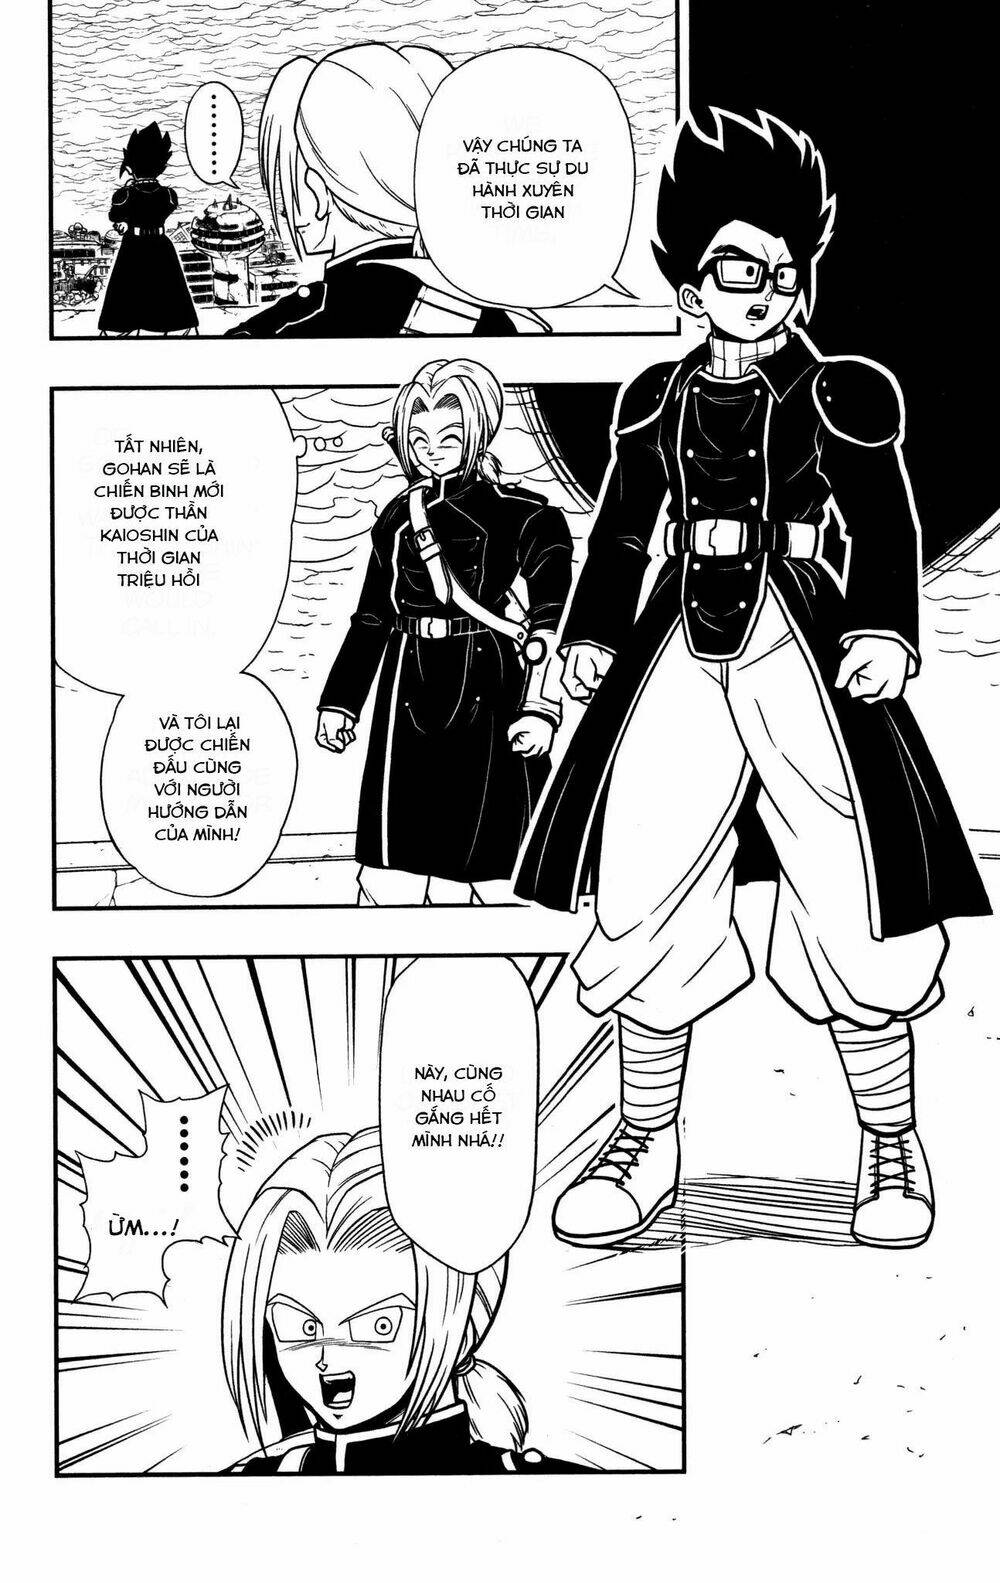 VẬY CHÚNG TA
ĐÃ THỰC SỰ DU
HÀNH XUYÊN
THỜI GIAN
TẤT NHIÊN,
GOHAN SẼ LÀ
CHIẾN BINH MỚI
ĐƯỢC THẦN
KAIOSHIN CỦA
THỜI GIAN
TRIỆU HỒI
VÀ TÔI LẠI
ĐƯỢC CHIẾN
ĐẤU CÙNG
VỚI NGƯỜI
HƯỚNG DẪN
CỦA MÌNH!
NÀY, CÙNG
NHAU CỐ
GẮNG HẾT
MÌNH NHÁ!!
ỪM...!